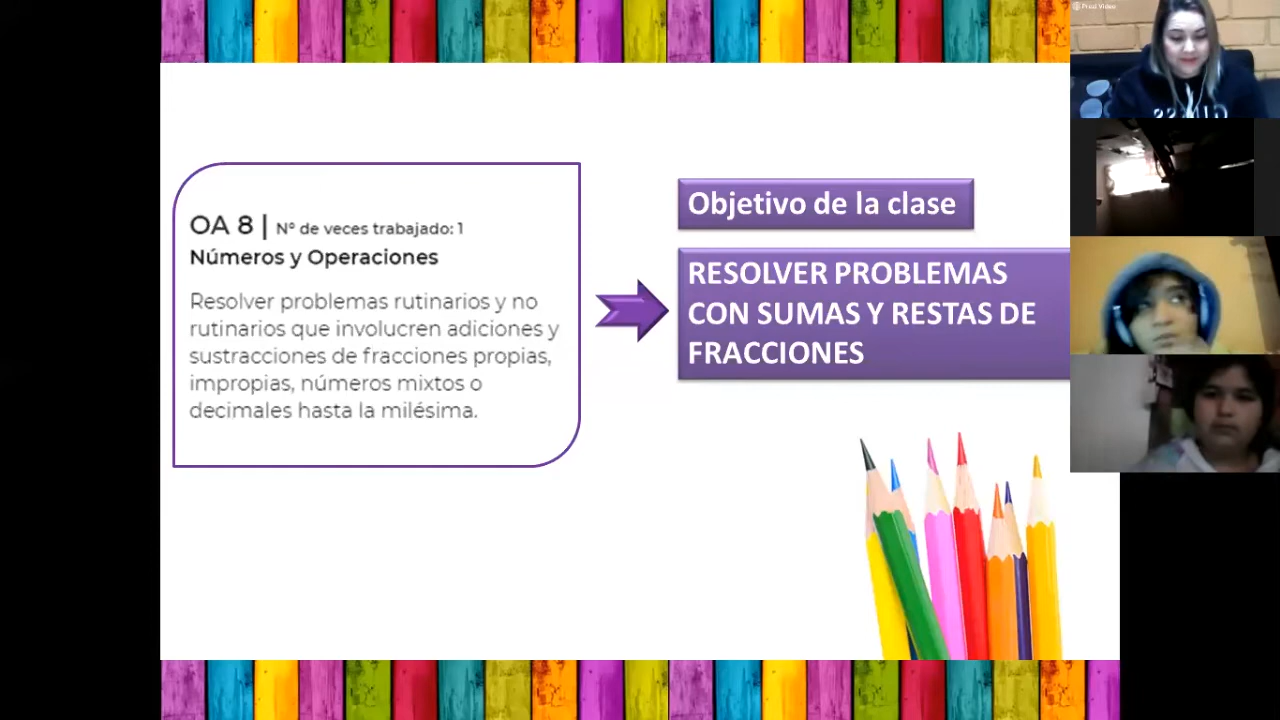 OA 8 | N° de veces trabajado: 1
Números y Operaciones
Resolver problemas rutinarios y no
rutinarios que involucren adiciones y
sustracciones de fracciones propias,
impropias, números mixtos o
decimales hasta la milésima.
Objetivo de la clase
RESOLVER PROBLEMAS
CON SUMAS Y RESTAS DE
FRACCIONES
Prezi Video